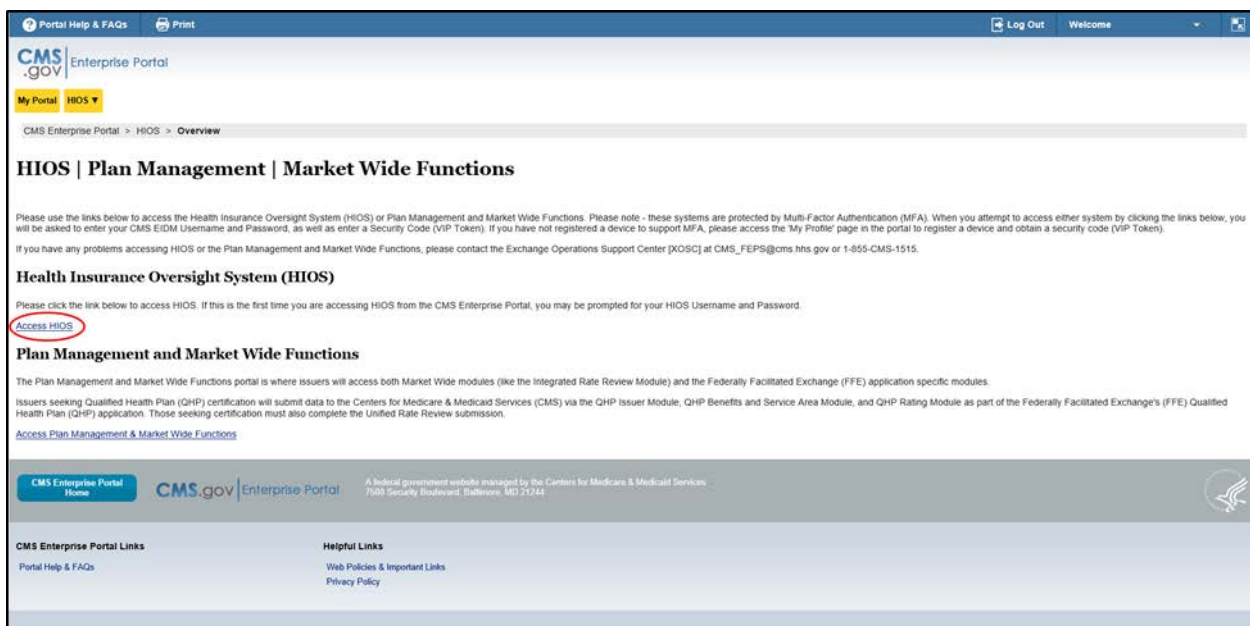 Portal Help & FAQs Print Log Out Welcome
CMS
.gov Enterprise Portal
My Portal HIOS ▼
CMS Enterprise Portal > HIOS > Overview
HIOS | Plan Management | Market Wide Functions
Please use the links below to access the Health Insurance Oversight System (HIOS) or Plan Management and Market Wide Functions. Please note - these systems are protected by Multi-Factor Authentication (MFA). When you attempt to access either system by clicking the links below, you
will be asked to enter your CMS EIDM Username and Password, as well as enter a Security Code (VIP Token). If you have not registered a device to support MFA, please access the 'My Profile' page in the portal to register a device and obtain a security code (VIP Token).
If you have any problems accessing HIOS or the Plan Management and Market Wide Functions, please contact the Exchange Operations Support Center [XOSC] at CMS_FEPS@cms.hhs.gov or 1-855-CMS-1515.
Health Insurance Oversight System (HIOS)
Please click the link below to access HIOS. If this is the first time you are accessing HIOS from the CMS Enterprise Portal, you may be prompted for your HIOS Username and Password.
Access HIOS
Plan Management and Market Wide Functions
The Plan Management and Market Wide Functions portal is where issuers will access both Market Wide modules (like the Integrated Rate Review Module) and the Federally Facilitated Exchange (FFE) application specific modules.
Issuers seeking Qualified Health Plan (QHP) certification will submit data to the Centers for Medicare & Medicaid Services (CMS) via the QHP Issuer Module, QHP Benefits and Service Area Module, and QHP Rating Module as part of the Federally Facilitated Exchange's (FFE) Qualified
Health Plan (QHP) application. Those seeking certification must also complete the Unified Rate Review submission.
Access Plan Management & Market Wide Functions
CMS Enterprise Portal
Home
CMS.gov Enterprise Portal
A federal government website managed by the Centers for Medicare & Medicaid Services
7500 Security Boulevard, Baltimore, MD 21244
CMS Enterprise Portal Links
Portal Help & FAQs
Helpful Links
Web Policies & Important Links
Privacy Policy